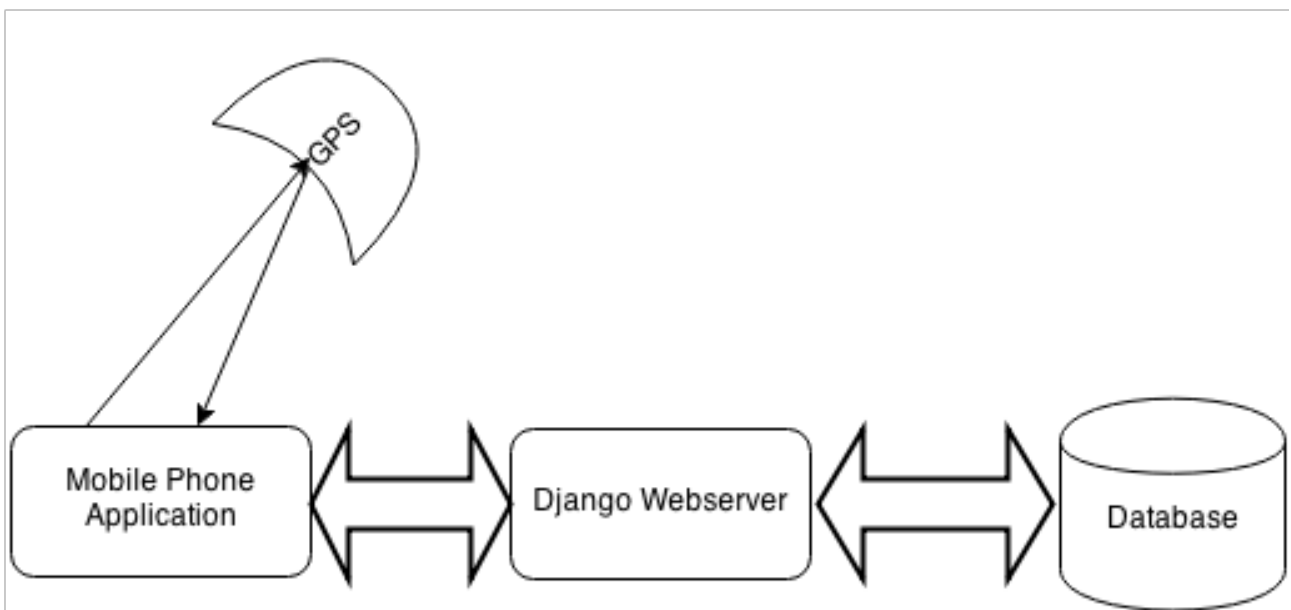 GPS
Mobile Phone
Application
Django Webserver
Database